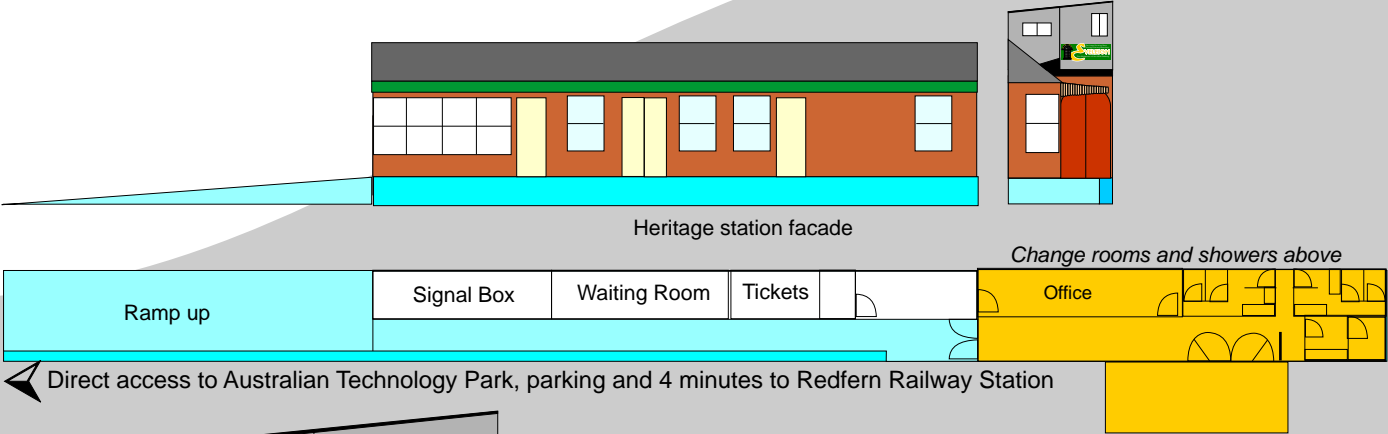 Heritage station facade
Change rooms and showers above
Ramp up
Signal Box
Waiting Room
Tickets
Office
Direct access to Australian Technology Park, parking and 4 minutes to Redfern Railway Station